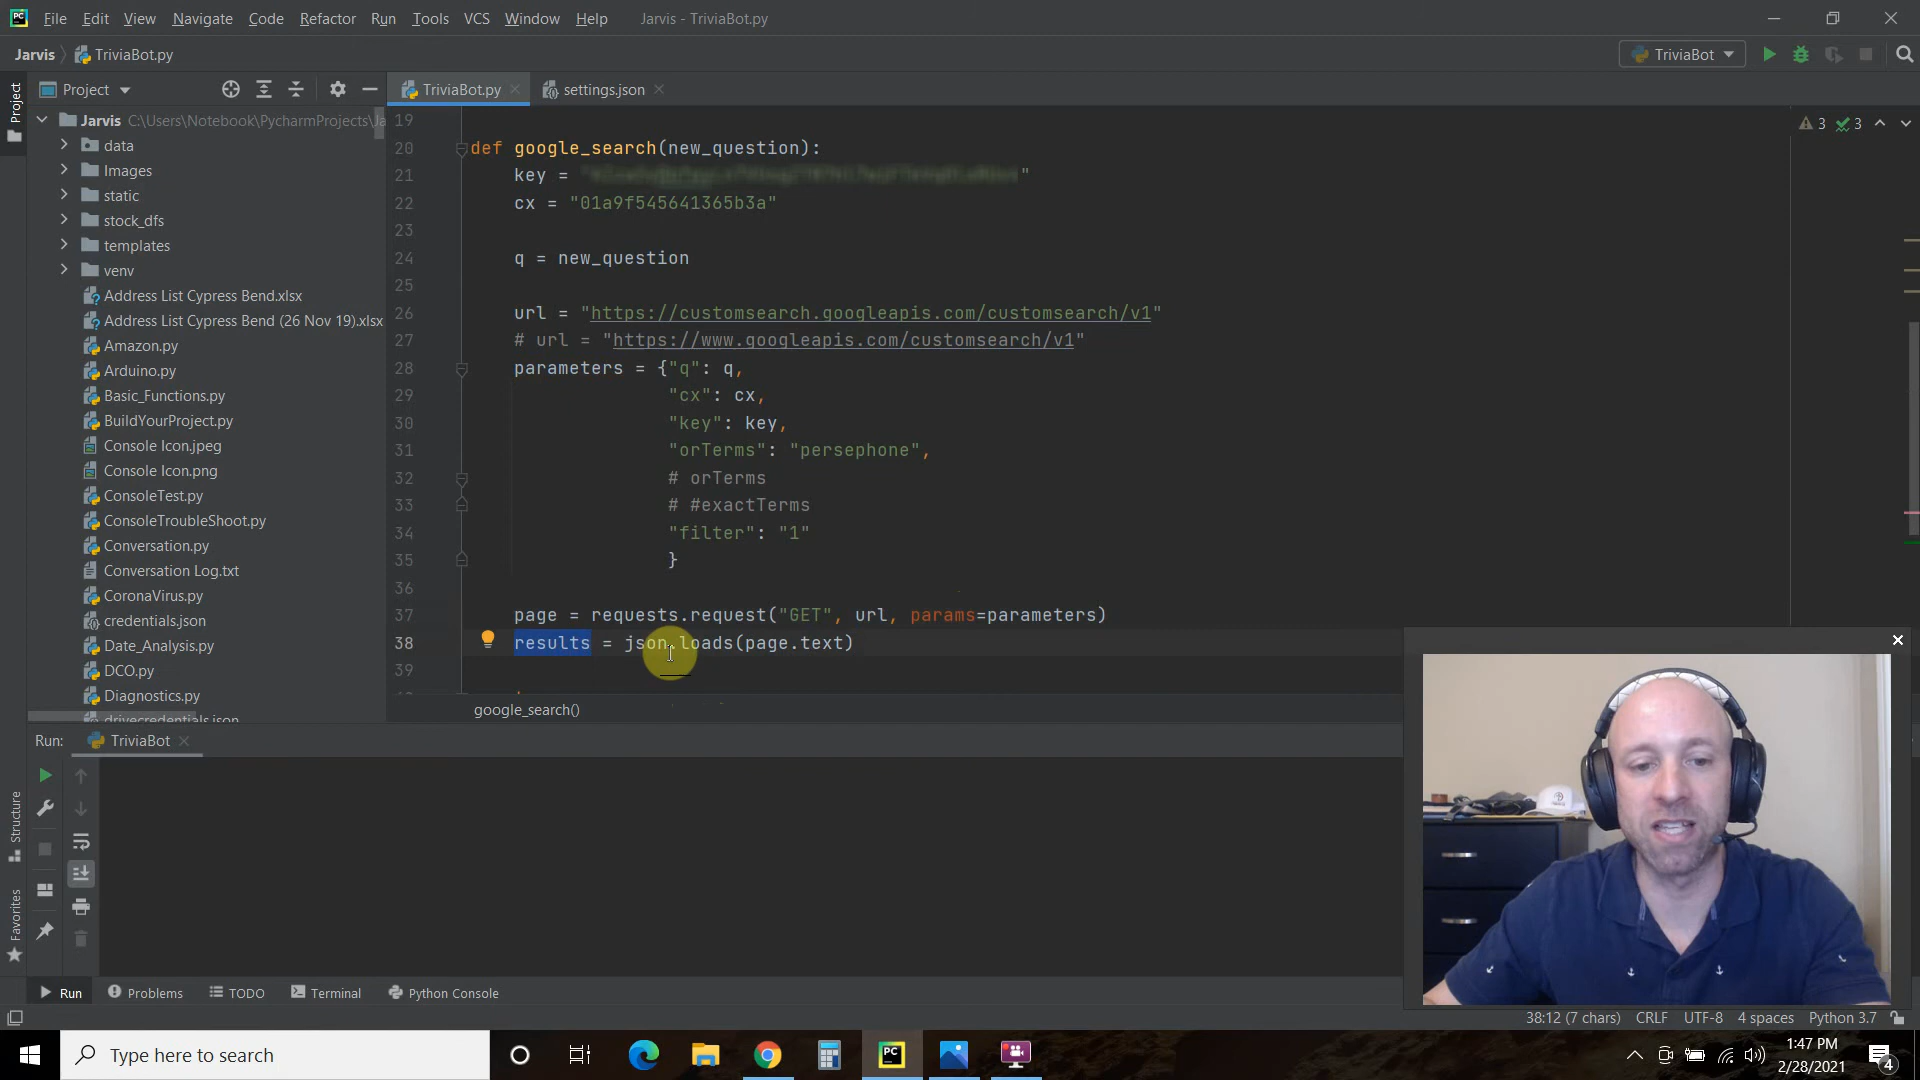 File Edit View Navigate Code Refactor Run Tools VCS Window Help Jarvis - TriviaBot.py
Jarvis TriviaBot.py
TriviaBot
Project
Project
TriviaBot.py
settings.json
Jarvis C:\Users\Notebook\PycharmProjects\Ja
data
Images
static
stock_dfs
templates
venv
Address List Cypress Bend.xlsx
Address List Cypress Bend (26 Nov 19).xlsx
Amazon.py
Arduino.py
Basic_Functions.py
BuildYourProject.py
Console Icon.jpeg
Console Icon.png
ConsoleTest.py
ConsoleTroubleShoot.py
Conversation.py
Conversation Log.txt
CoronaVirus.py
credentials.json
Date_Analysis.py
DCO.py
Diagnostics.py
drivecredentials.json
3 3
19
20 def google_search(new_question):
21 key = "
22 cx = "01a9f545641365b3a"
23
24 q = new_question
25
26 url = "https://customsearch.googleapis.com/customsearch/v1"
27 # url = "https://www.googleapis.com/customsearch/v1"
28 parameters = {"q": q,
29 "cx": cx,
30 "key": key,
31 "orTerms": "persephone",
32 # orTerms
33 # #exactTerms
34 "filter": "1"
35 }
36
37 page = requests.request("GET", url, params=parameters)
38 results = json.loads(page.text)
39
google_search()
Run: TriviaBot
Structure
Favorites
Run Problems TODO Terminal Python Console
38:12 (7 chars) CRLF UTF-8 4 spaces Python 3.7
Type here to search
PC
1:47 PM
2/28/2021
4